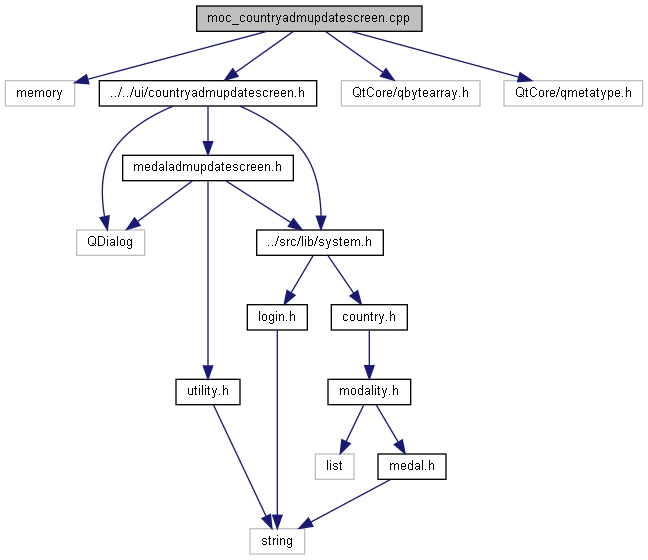 moc_countryadmupdatescreen.cpp
memory
../../ui/countryadmupdatescreen.h
QtCore/qbytearray.h
QtCore/qmetatype.h
medaladmupdatescreen.h
QDialog
../src/lib/system.h
login.h
country.h
utility.h
modality.h
list
medal.h
string